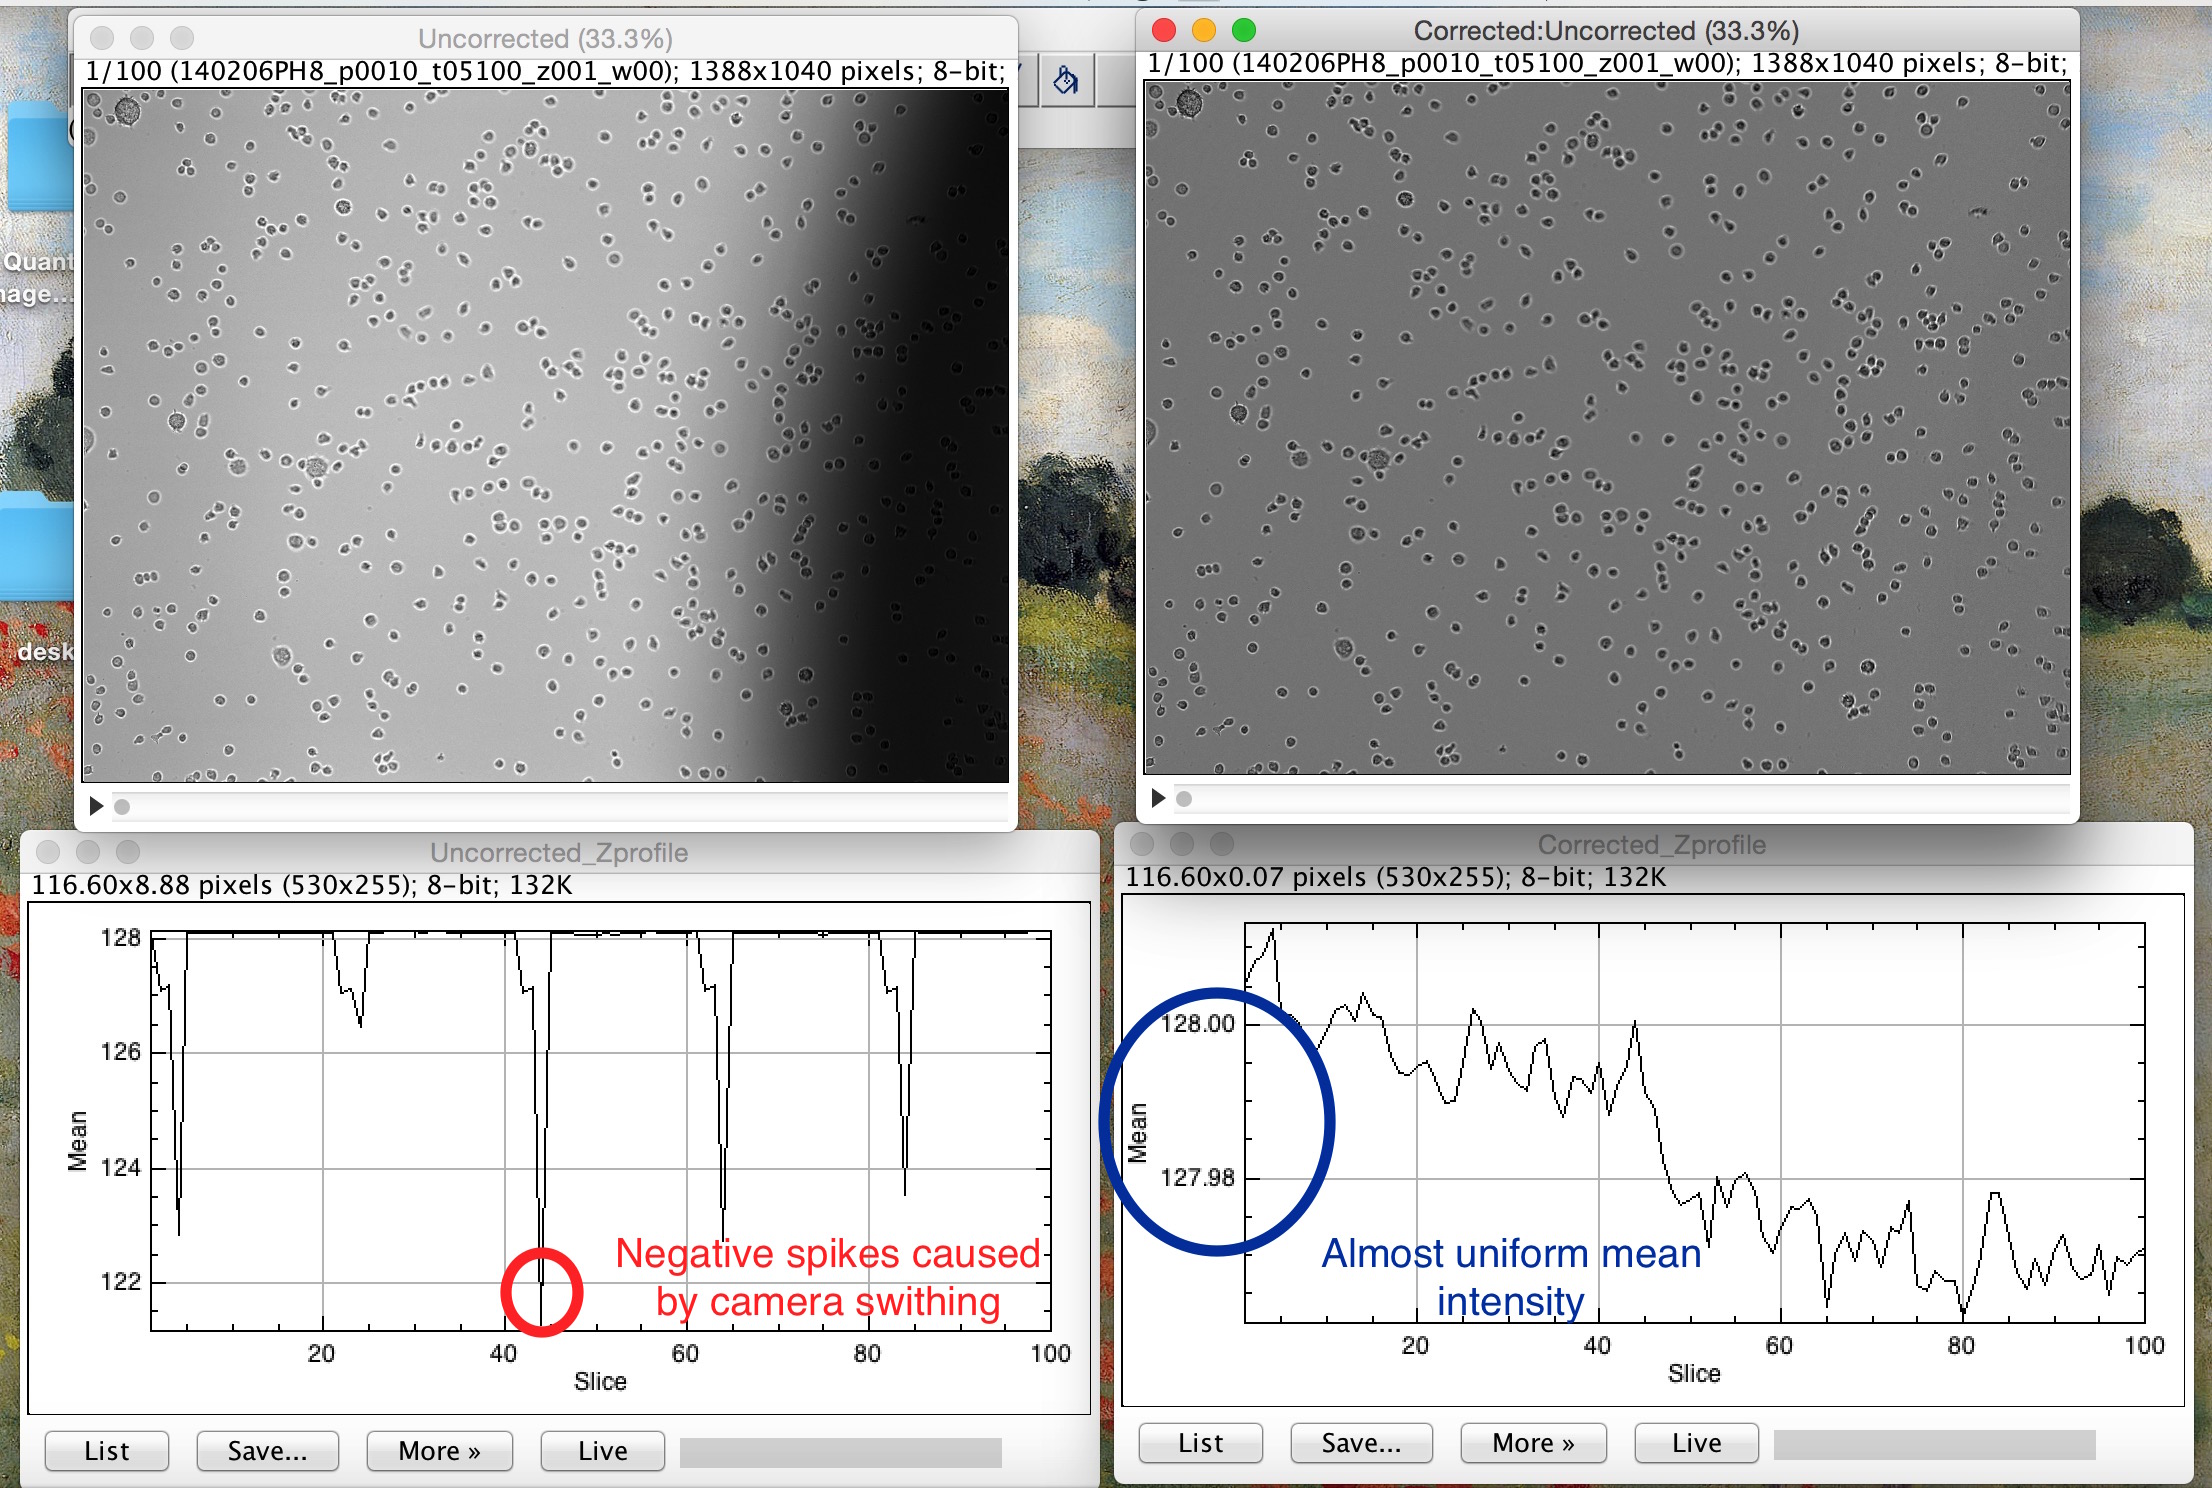 Uncorrected (33.3%)
1/100 (140206PH8_p0010_t05100_z001_w00); 1388x1040 pixels; 8-bit;
Corrected:Uncorrected (33.3%)
1/100 (140206PH8_p0010_t05100_z001_w00); 1388x1040 pixels; 8-bit;
Quant
nage...
desk
Uncorrected_Zprofile
116.60x8.88 pixels (530x255); 8-bit; 132K
128
126
124
122
Mean
20
40
60
80
100
Slice
Negative spikes caused
by camera swithing
List
Save...
More »
Live
Corrected_Zprofile
116.60x0.07 pixels (530x255); 8-bit; 132K
128.00
127.98
Mean
20
40
60
80
100
Slice
Almost uniform mean
intensity
List
Save...
More »
Live